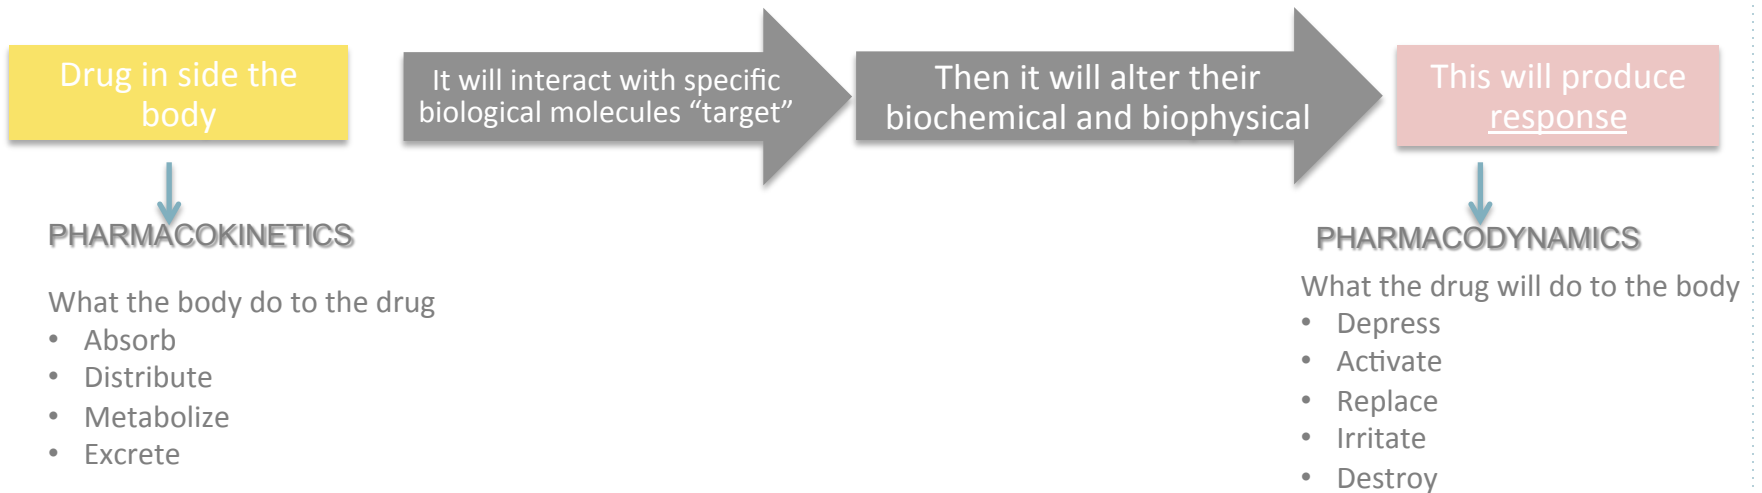 Drug in side the
body
It will interact with specific
biological molecules “target”
Then it will alter their
biochemical and biophysical
This will produce
response
PHARMACOKINETICS
What the body do to the drug
• Absorb
• Distribute
• Metabolize
• Excrete
PHARMACODYNAMICS
What the drug will do to the body
• Depress
• Activate
• Replace
• Irritate
• Destroy